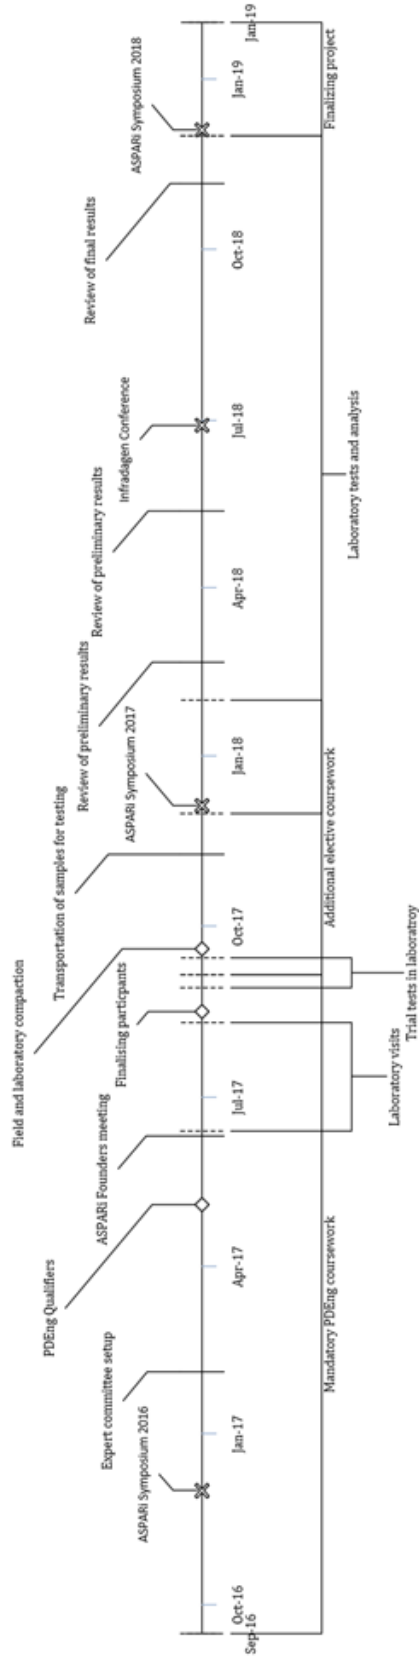 Field and laboratory compaction
PDEng Qualifiers
Transportation of samples for testing
Review of preliminary results
Review of final results
Review of preliminary results
ASPARi Founders meeting
Expert committee setup
Finalising particpants
ASPARi Symposium 2016
ASPARi Symposium 2017
Infradagen Conference
ASPARi Symposium 2018
Sep-16
Oct-16
Jan-17
Apr-17
Jul-17
Oct-17
Jan-18
Apr-18
Jul-18
Oct-18
Jan-19
Jan-19
Mandatory PDEng coursework
Additional elective coursework
Laboratory tests and analysis
Finalizing project
Laboratory visits
Trial tests in laboratroy